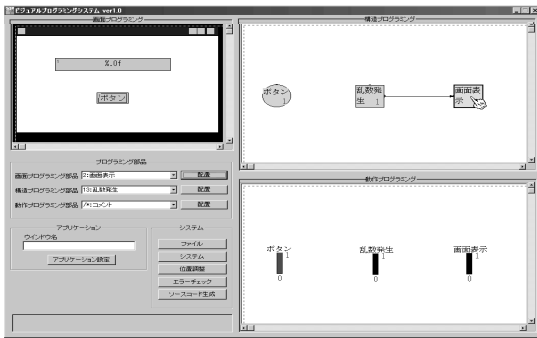 ビジュアルプログラミングシステム ver1.0
画面プログラミング
%.0f
ボタン
プログラミング部品
画面プログラミング部品 2:画面表示 配置
構造プログラミング部品 13:乱数発生 配置
動作プログラミング部品 /*:コメント 配置
アプリケーション
ウインドウ名
アプリケーション設定
システム
ファイル
システム
位置調整
エラーチェック
ソースコード生成
構造プログラミング
ボタン
1
乱数発
生 1
画面表
示
動作プログラミング
ボタン
1
0
乱数発生
1
0
画面表示
1
0